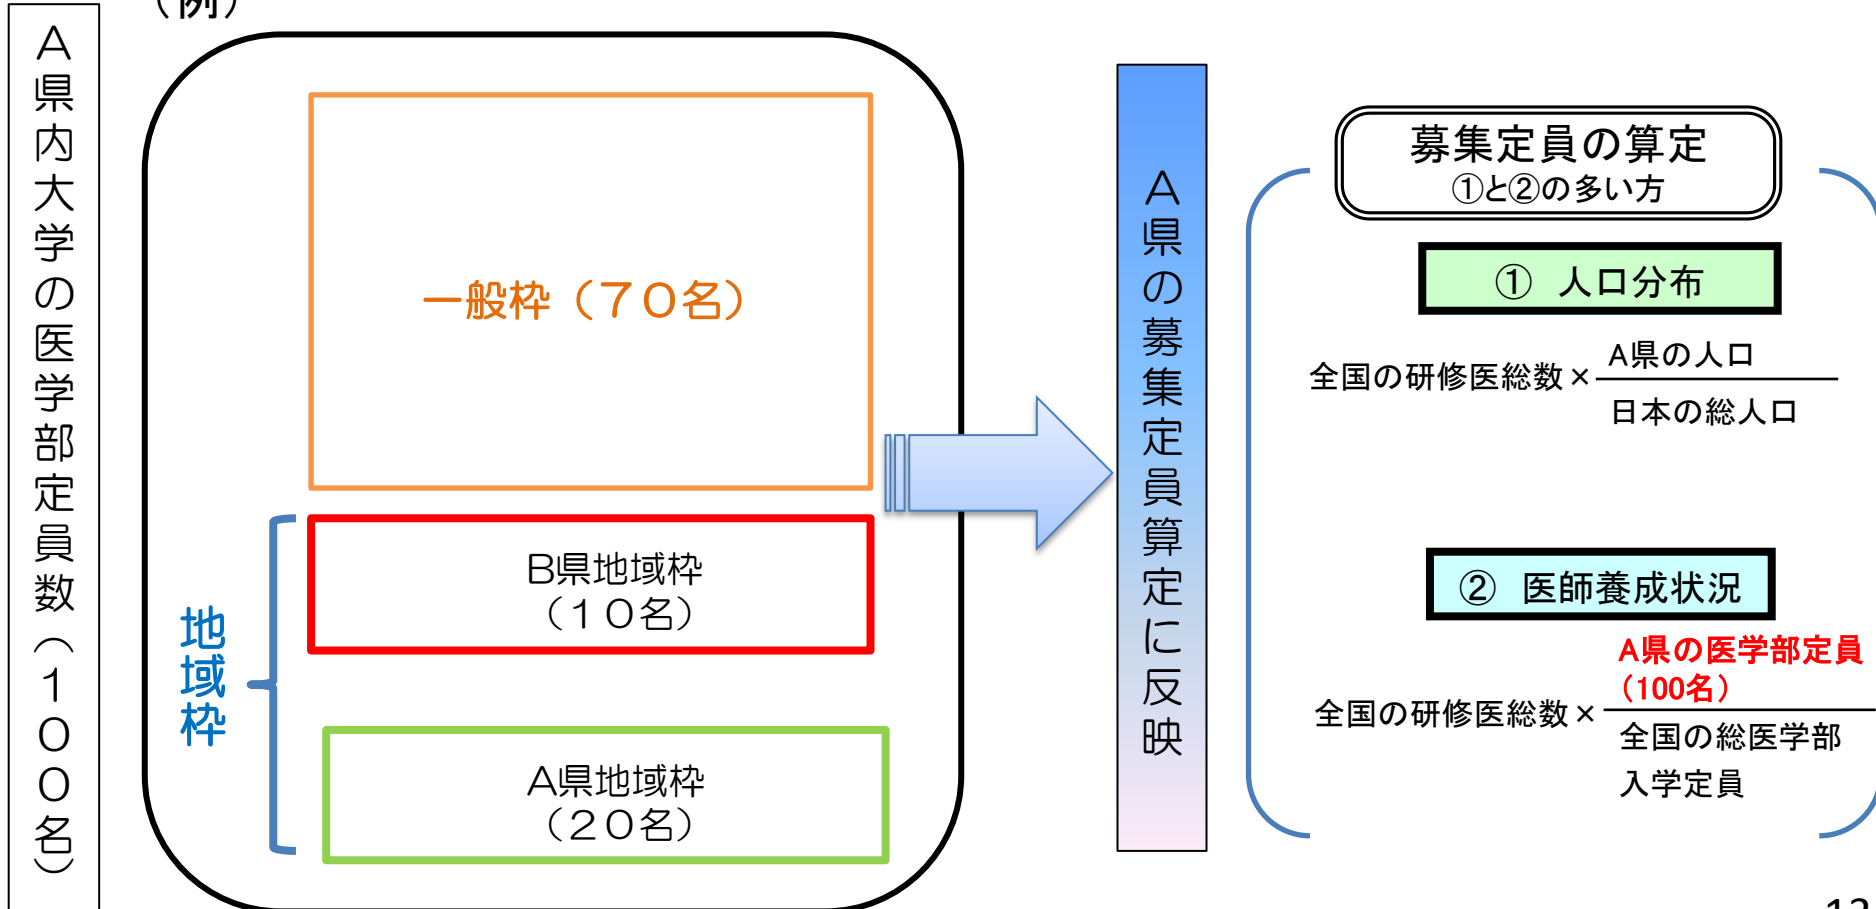 （例）
A県内大学の医学部定員数（１００名）
一般枠（７０名）
地域枠
B県地域枠
（１０名）
A県地域枠
（２０名）
A県の募集定員算定に反映
募集定員の算定
①と②の多い方
① 人口分布
全国の研修医総数×
A県の人口
日本の総人口
② 医師養成状況
全国の研修医総数×
A県の医学部定員
（100名）
全国の総医学部
入学定員